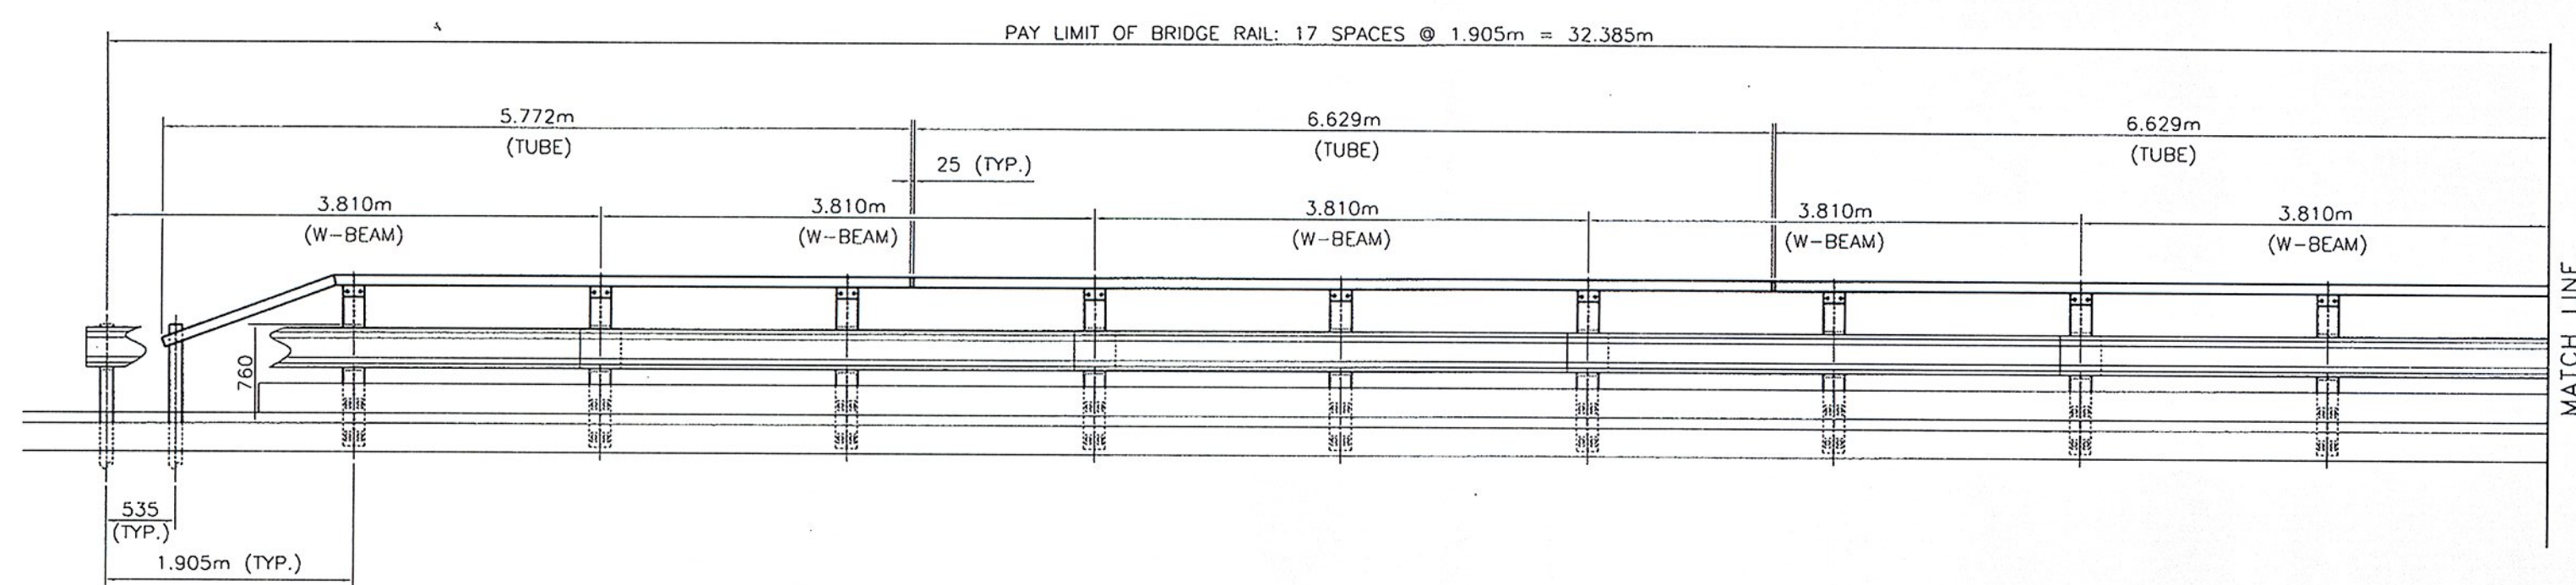 PAY LIMIT OF BRIDGE RAIL: 17 SPACES @ 1.905m = 32.385m
5.772m
(TUBE)
6.629m
(TUBE)
6.629m
(TUBE)
25 (TYP.)
3.810m
(W-BEAM)
3.810m
(W-BEAM)
3.810m
(W-BEAM)
3.810m
(W-BEAM)
3.810m
(W-BEAM)
760
MATCH LINE
535
(TYP.)
1.905m (TYP.)